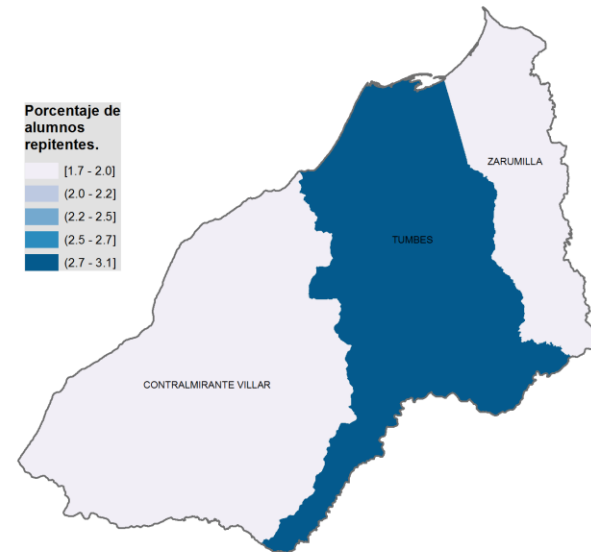 Porcentaje de
alumnos
repitentes.
[1.7 - 2.0]
(2.0 - 2.2]
(2.2 - 2.5]
(2.5 - 2.7]
(2.7 - 3.1]
ZARUMILLA
TUMBES
CONTRALMIRANTE VILLAR